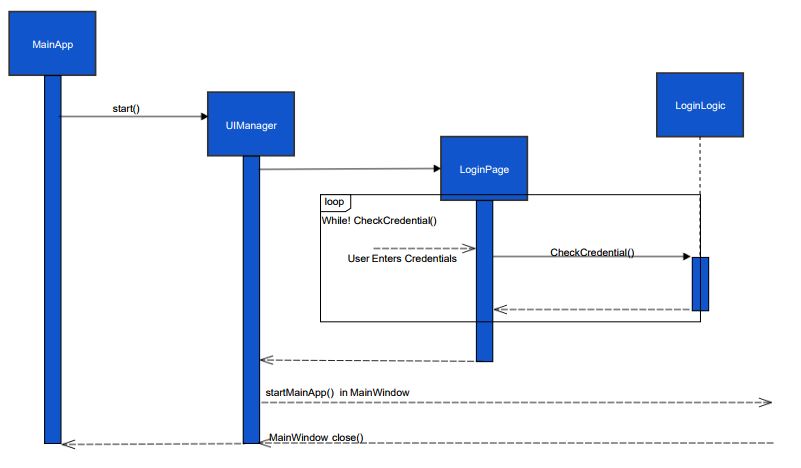 MainApp
LoginLogic
start()
UIManager
LoginPage
loop
While! CheckCredential()
CheckCredential()
User Enters Credentials
startMainApp() in MainWindow
MainWindow close()